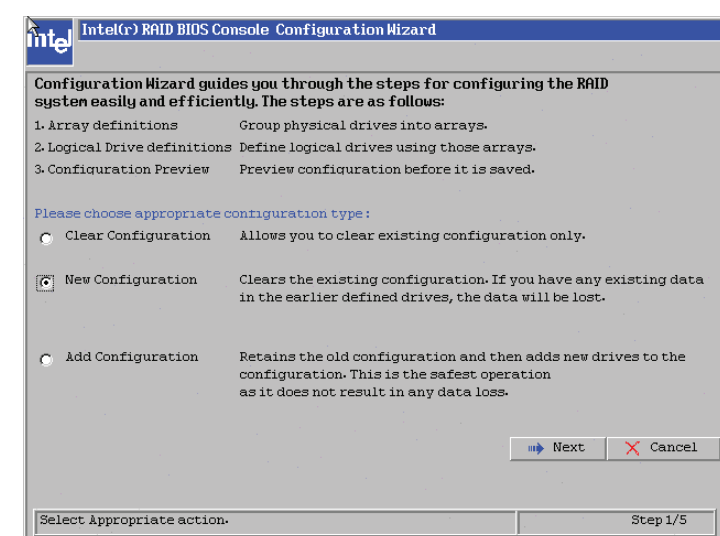 intel
Intel(r) RAID BIOS Console Configuration Wizard
Configuration Wizard guides you through the steps for configuring the RAID
system easily and efficiently. The steps are as follows:
1. Array definitions Group physical drives into arrays.
2. Logical Drive definitions Define logical drives using those arrays.
3. Configuration Preview Preview configuration before it is saved.
Please choose appropriate configuration type:
Clear Configuration Allows you to clear existing configuration only.
New Configuration Clears the existing configuration. If you have any existing data
in the earlier defined drives, the data will be lost.
Add Configuration Retains the old configuration and then adds new drives to the
configuration. This is the safest operation
as it does not result in any data loss.
Next Cancel
Select Appropriate action. Step 1/5